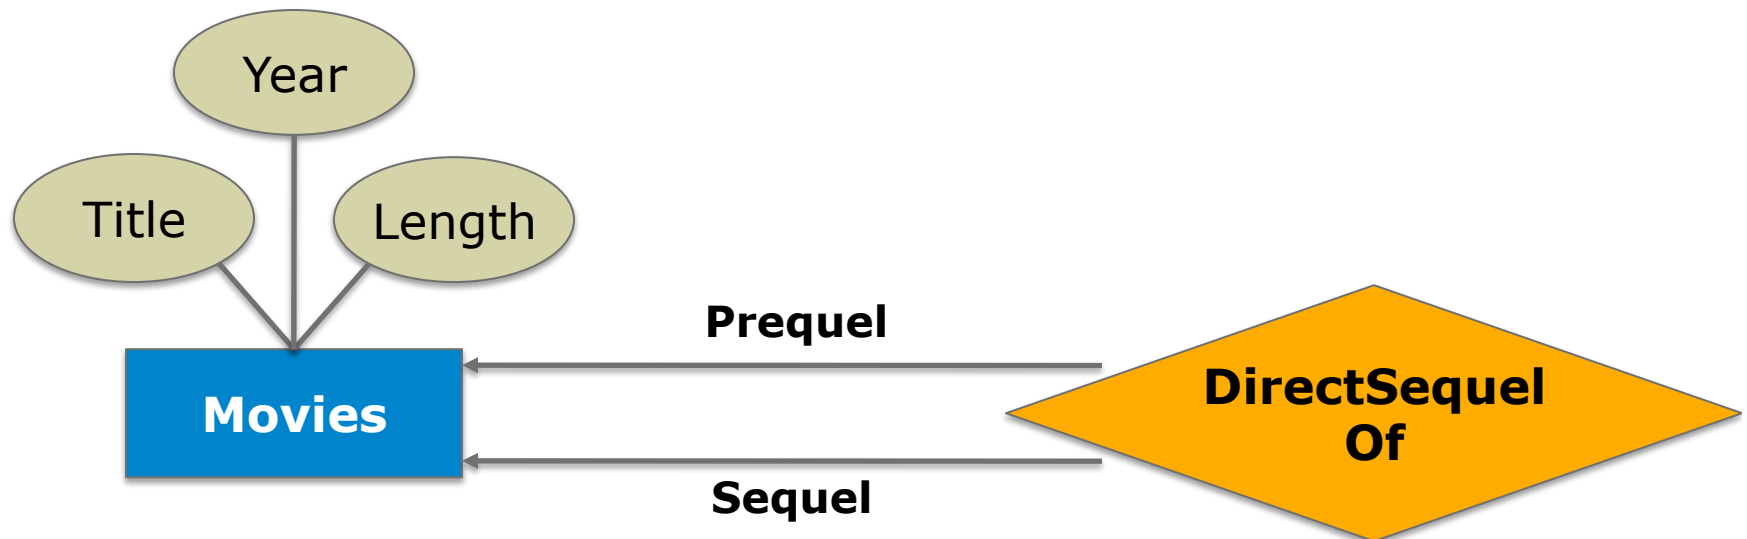 Year
Title
Length
Prequel
Movies
DirectSequel
Of
Sequel